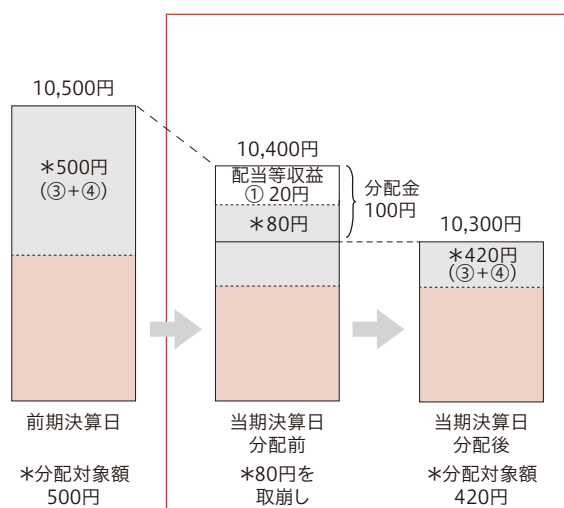 10,500円
＊500円
(③+④)
前期決算日
＊分配対象額
500円
10,400円
配当等収益
① 20円
＊80円
分配金
100円
当期決算日
分配前
＊80円を
取崩し
10,300円
＊420円
(③+④)
当期決算日
分配後
＊分配対象額
420円